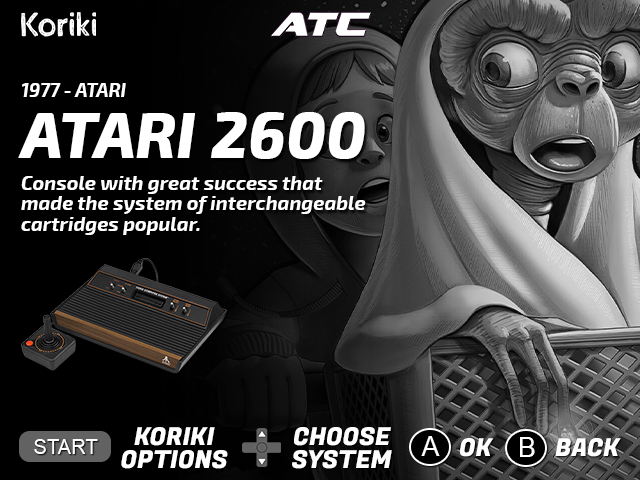 Koriki
ATC
1977 - ATARI
ATARI 2600
Console with great success that
made the system of interchangeable
cartridges popular.
START
KORIKI
OPTIONS
CHOOSE
SYSTEM
A OK
B BACK